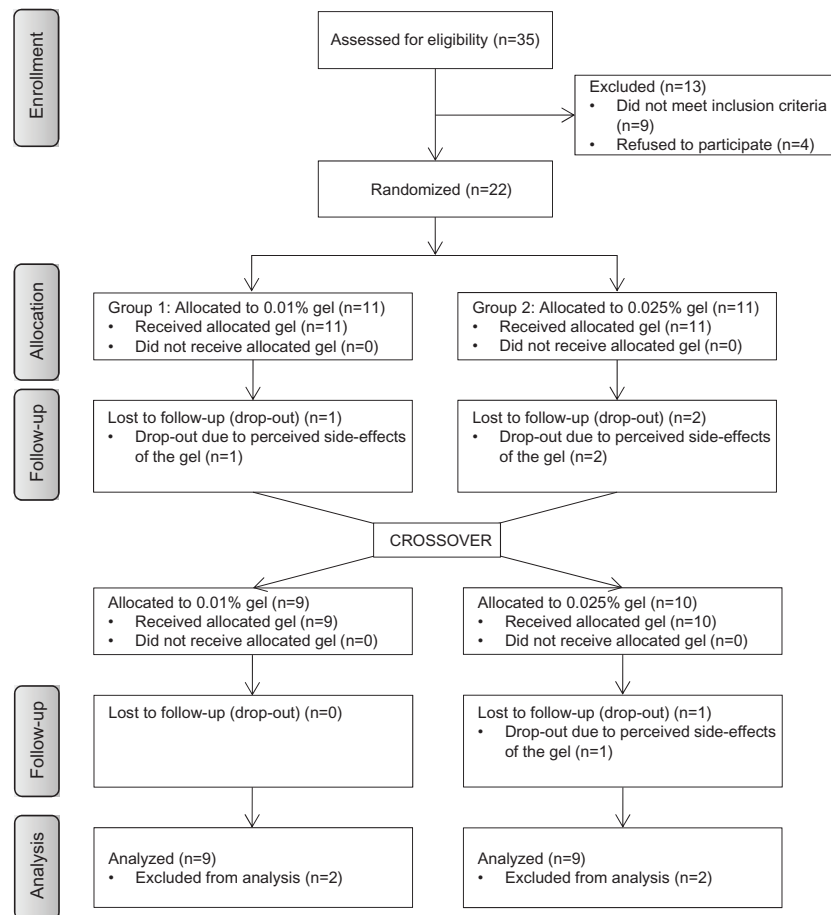 Enrollment
Assessed for eligibility (n=35)
Excluded (n=13)
• Did not meet inclusion criteria
(n=9)
• Refused to participate (n=4)
Randomized (n=22)
Allocation
Group 1: Allocated to 0.01% gel (n=11)
• Received allocated gel (n=11)
• Did not receive allocated gel (n=0)
Group 2: Allocated to 0.025% gel (n=11)
• Received allocated gel (n=11)
• Did not receive allocated gel (n=0)
Follow-up
Lost to follow-up (drop-out) (n=1)
• Drop-out due to perceived side-effects
of the gel (n=1)
Lost to follow-up (drop-out) (n=2)
• Drop-out due to perceived side-effects
of the gel (n=2)
CROSSOVER
Allocated to 0.01% gel (n=9)
• Received allocated gel (n=9)
• Did not receive allocated gel (n=0)
Allocated to 0.025% gel (n=10)
• Received allocated gel (n=10)
• Did not receive allocated gel (n=0)
Follow-up
Lost to follow-up (drop-out) (n=0)
Lost to follow-up (drop-out) (n=1)
• Drop-out due to perceived side-effects
of the gel (n=1)
Analysis
Analyzed (n=9)
• Excluded from analysis (n=2)
Analyzed (n=9)
• Excluded from analysis (n=2)